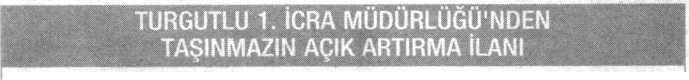 TURGUTLU 1. İCRA MÜDÜRLÜĞÜ'NDEN
TAŞINMAZIN AÇIK ARTIRMA İLANI